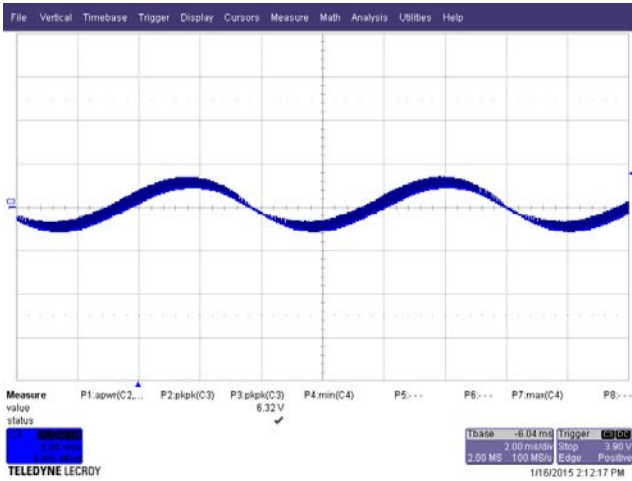 File Vertical Timebase Trigger Display Cursors Measure Math Analysis Utilities Help
Measure P1:apwr(C2,... P2:pkpk(C3) P3:pkpk(C3) P4:min(C4) P5:- - - P6:- - - P7:max(C4) P8:- - -
value 6.32 V
status
Tbase -6.04 ms Trigger C3 DC
2.00 ms/div Stop 3.90 V
2.00 MS 100 MS/s Edge Positive
TELEDYNE LECROY
1/16/2015 2:12:17 PM